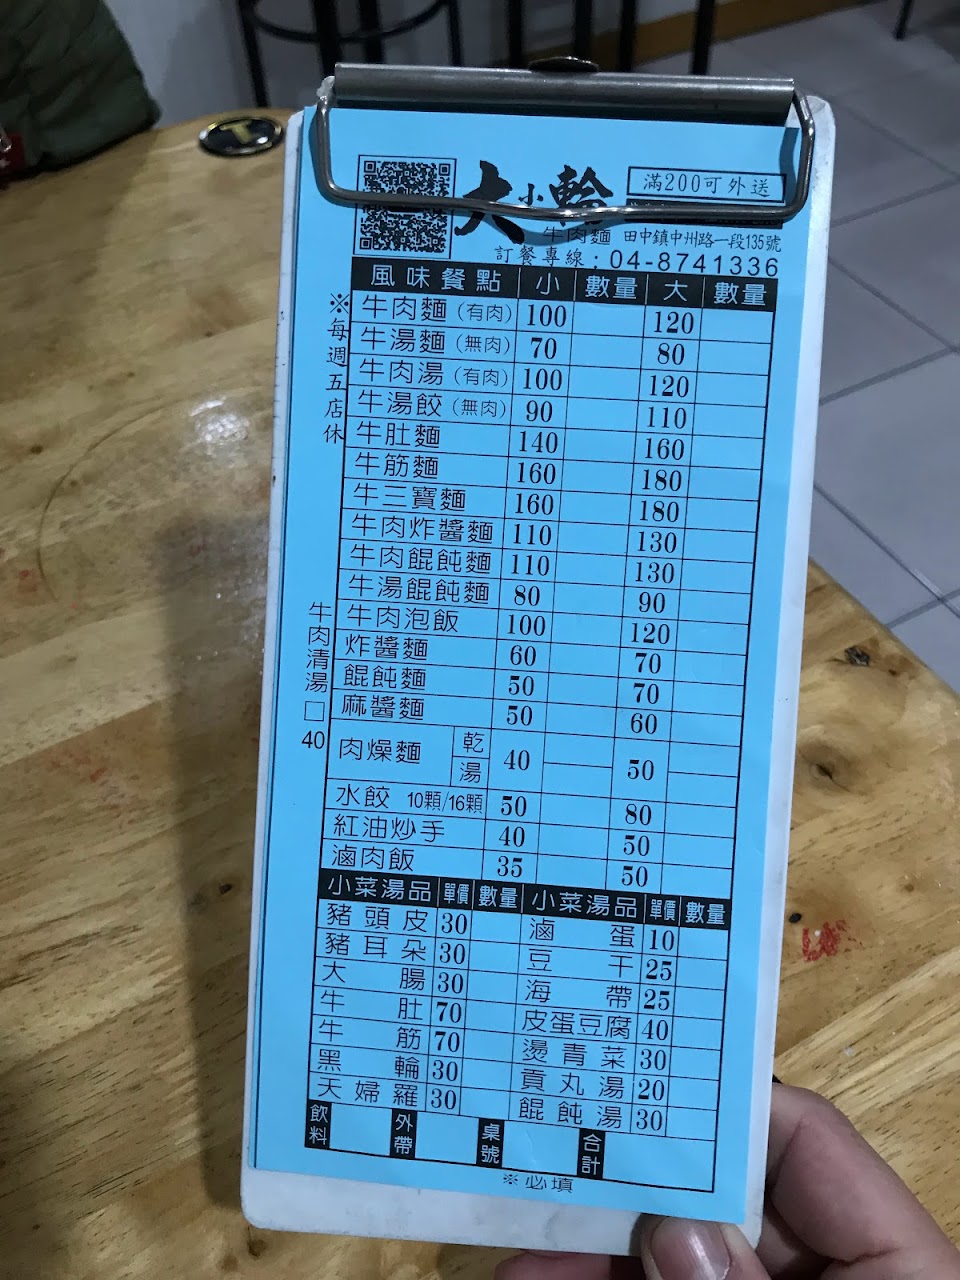 大小輪
滿200可外送
牛肉麵 田中鎮中州路一段135號
訂餐專線：04-8741336
風味餐點 小 數量 大 數量
牛肉麵（有肉） 100 120
牛湯麵（無肉） 70 80
牛肉湯（有肉） 100 120
牛湯餃（無肉） 90 110
牛肚麵 140 160
牛筋麵 160 180
牛三寶麵 160 180
牛肉炸醬麵 110 130
牛肉餛飩麵 110 130
牛湯餛飩麵 80 90
牛肉泡飯 100 120
炸醬麵 60 70
餛飩麵 50 70
麻醬麵 50 60
肉燥麵 乾 湯 40 50
水餃 10顆/16顆 50 80
紅油炒手 40 50
滷肉飯 35 50
※每週五店休
牛肉清湯□40
小菜湯品 單價 數量 小菜湯品 單價 數量
豬頭皮 30 滷蛋 10
豬耳朵 30 豆干 25
大腸 30 海帶 25
牛肚 70 皮蛋豆腐 40
牛筋 70 燙青菜 30
黑輪 30 貢丸湯 20
天婦羅 30 餛飩湯 30
飲料 外帶 桌號 合計
※必填